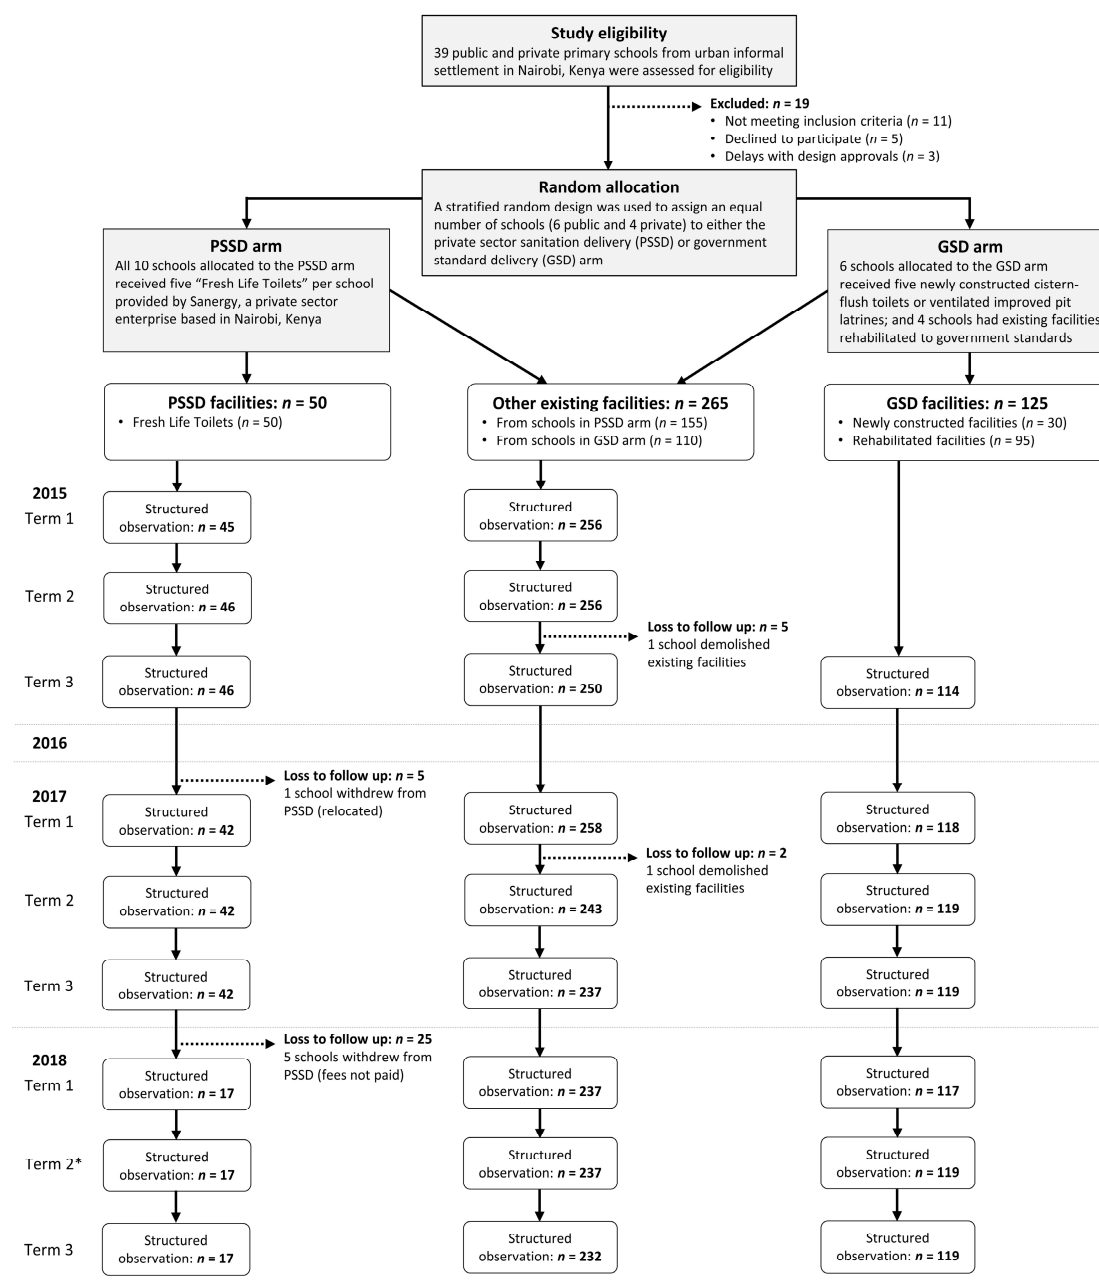 Study eligibility
39 public and private primary schools from urban informal
settlement in Nairobi, Kenya were assessed for eligibility
Excluded: n = 19
• Not meeting inclusion criteria (n = 11)
• Declined to participate (n = 5)
• Delays with design approvals (n = 3)
Random allocation
A stratified random design was used to assign an equal
number of schools (6 public and 4 private) to either the
private sector sanitation delivery (PSSD) or government
standard delivery (GSD) arm
PSSD arm
All 10 schools allocated to the PSSD arm
received five “Fresh Life Toilets” per school
provided by Sanergy, a private sector
enterprise based in Nairobi, Kenya
GSD arm
6 schools allocated to the GSD arm
received five newly constructed cistern-
flush toilets or ventilated improved pit
latrines; and 4 schools had existing facilities
rehabilitated to government standards
PSSD facilities: n = 50
• Fresh Life Toilets (n = 50)
Other existing facilities: n = 265
• From schools in PSSD arm (n = 155)
• From schools in GSD arm (n = 110)
GSD facilities: n = 125
• Newly constructed facilities (n = 30)
• Rehabilitated facilities (n = 95)
2015
Term 1
Structured
observation: n = 45
Structured
observation: n = 256
Term 2
Structured
observation: n = 46
Structured
observation: n = 256
Loss to follow up: n = 5
1 school demolished
existing facilities
Term 3
Structured
observation: n = 46
Structured
observation: n = 250
Structured
observation: n = 114
2016
Loss to follow up: n = 5
1 school withdrew from
PSSD (relocated)
2017
Term 1
Structured
observation: n = 42
Structured
observation: n = 258
Structured
observation: n = 118
Loss to follow up: n = 2
1 school demolished
existing facilities
Term 2
Structured
observation: n = 42
Structured
observation: n = 243
Structured
observation: n = 119
Term 3
Structured
observation: n = 42
Structured
observation: n = 237
Structured
observation: n = 119
Loss to follow up: n = 25
5 schools withdrew from
PSSD (fees not paid)
2018
Term 1
Structured
observation: n = 17
Structured
observation: n = 237
Structured
observation: n = 117
Term 2*
Structured
observation: n = 17
Structured
observation: n = 237
Structured
observation: n = 119
Term 3
Structured
observation: n = 17
Structured
observation: n = 232
Structured
observation: n = 119